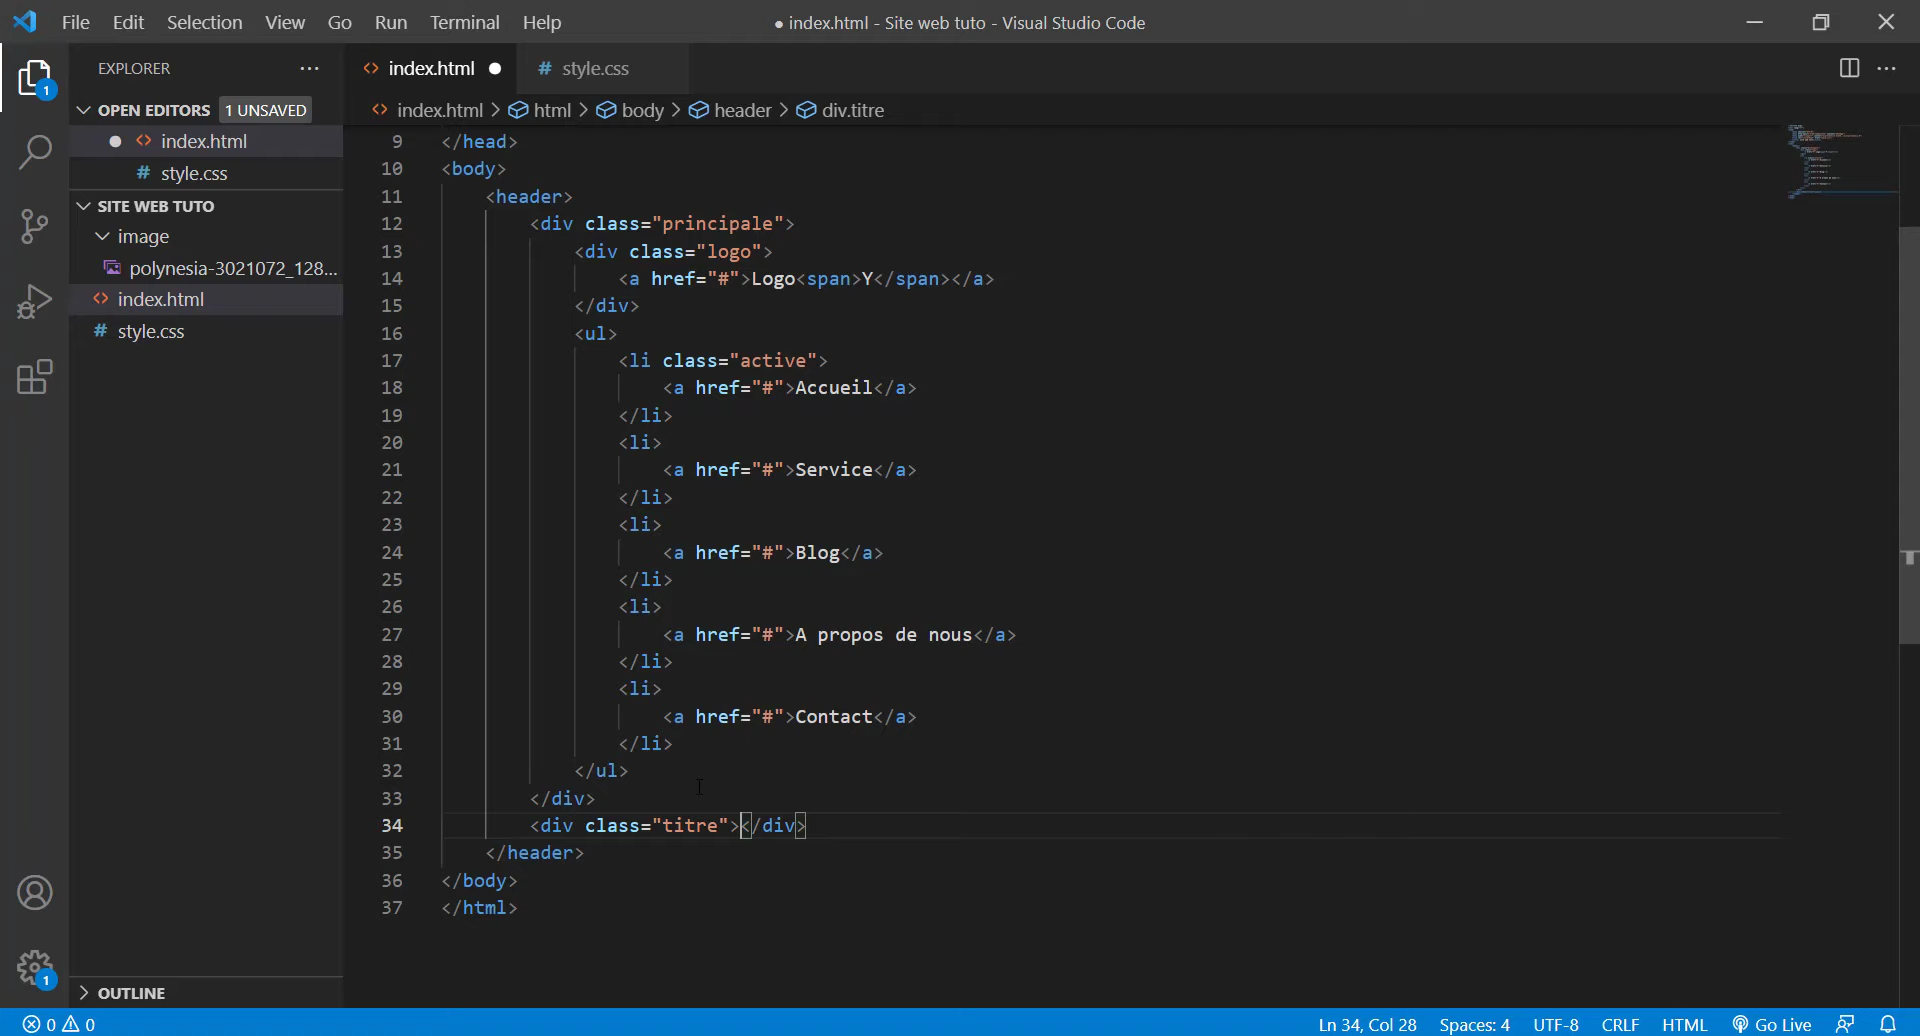 File Edit Selection View Go Run Terminal Help
● index.html - Site web tuto - Visual Studio Code
EXPLORER
OPEN EDITORS 1 UNSAVED
index.html
style.css
SITE WEB TUTO
image
polynesia-3021072_128...
index.html
style.css
OUTLINE
1
1
index.html
style.css
index.html > html > body > header > div.titre
9 </head>
10 <body>
11 <header>
12 <div class="principale">
13 <div class="logo">
14 <a href="#">Logo<span>Y</span></a>
15 </div>
16 <ul>
17 <li class="active">
18 <a href="#">Accueil</a>
19 </li>
20 <li>
21 <a href="#">Service</a>
22 </li>
23 <li>
24 <a href="#">Blog</a>
25 </li>
26 <li>
27 <a href="#">A propos de nous</a>
28 </li>
29 <li>
30 <a href="#">Contact</a>
31 </li>
32 </ul>
33 </div>
34 <div class="titre"></div>
35 </header>
36 </body>
37 </html>
0 0
Ln 34, Col 28 Spaces: 4 UTF-8 CRLF HTML Go Live